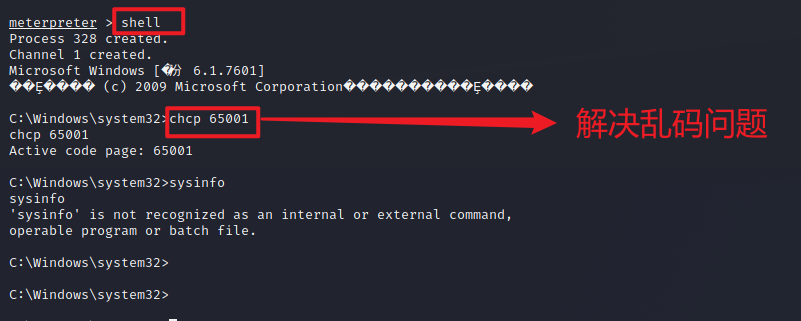 meterpreter > shell
Process 328 created.
Channel 1 created.
Microsoft Windows [�汾 6.1.7601]
(c) 2009 Microsoft Corporation
C:\Windows\system32>chcp 65001
解决乱码问题
chcp 65001
Active code page: 65001
C:\Windows\system32>sysinfo
sysinfo
'sysinfo' is not recognized as an internal or external command,
operable program or batch file.
C:\Windows\system32>
C:\Windows\system32>